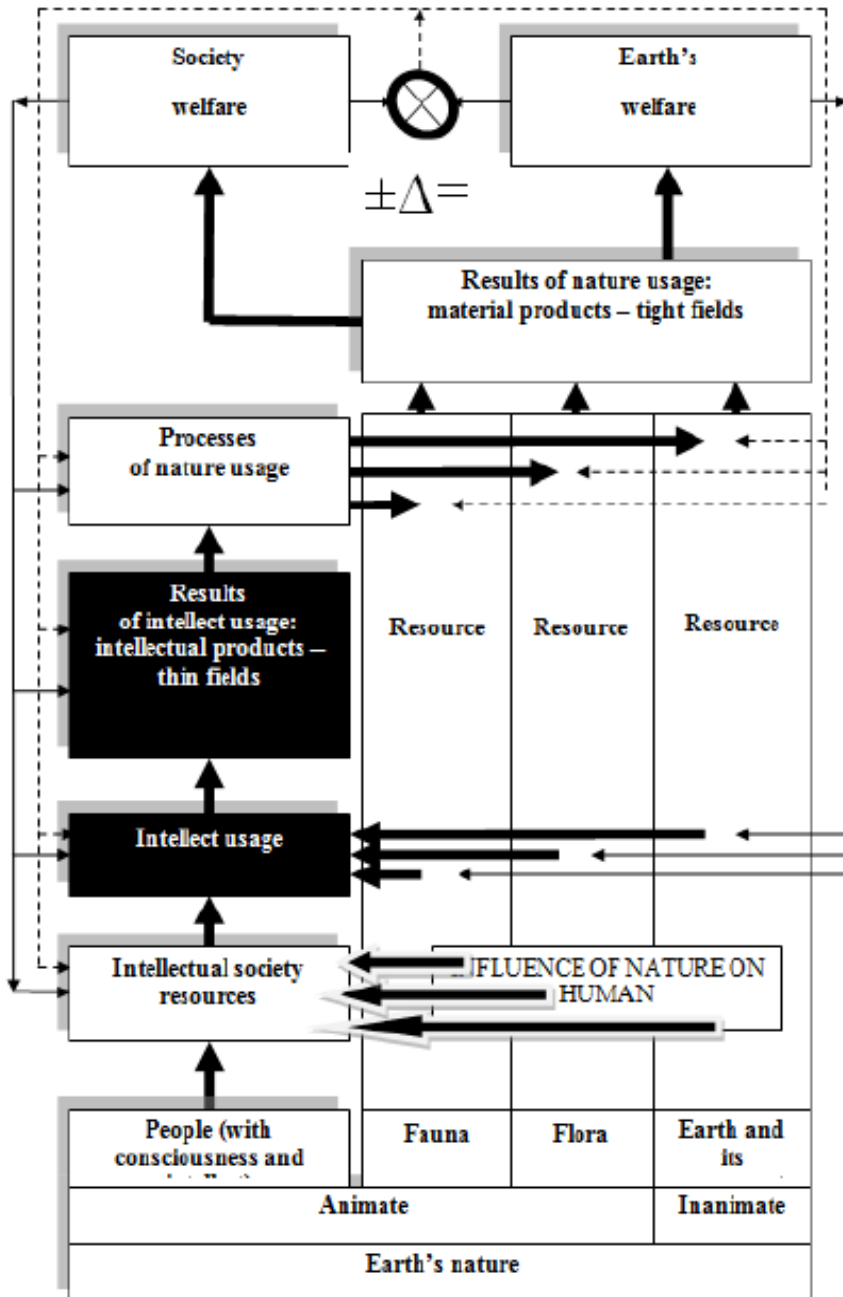 Society
welfare
Earth's
welfare
±Δ=
Results of nature usage:
material products – tight fields
Processes
of nature usage
Results
of intellect usage:
intellectual products –
thin fields
Resource
Resource
Resource
Intellect usage
Intellectual society
resources
INFLUENCE OF NATURE ON
HUMAN
People (with
consciousness and
Fauna
Flora
Earth and
its
Animate
Inanimate
Earth's nature